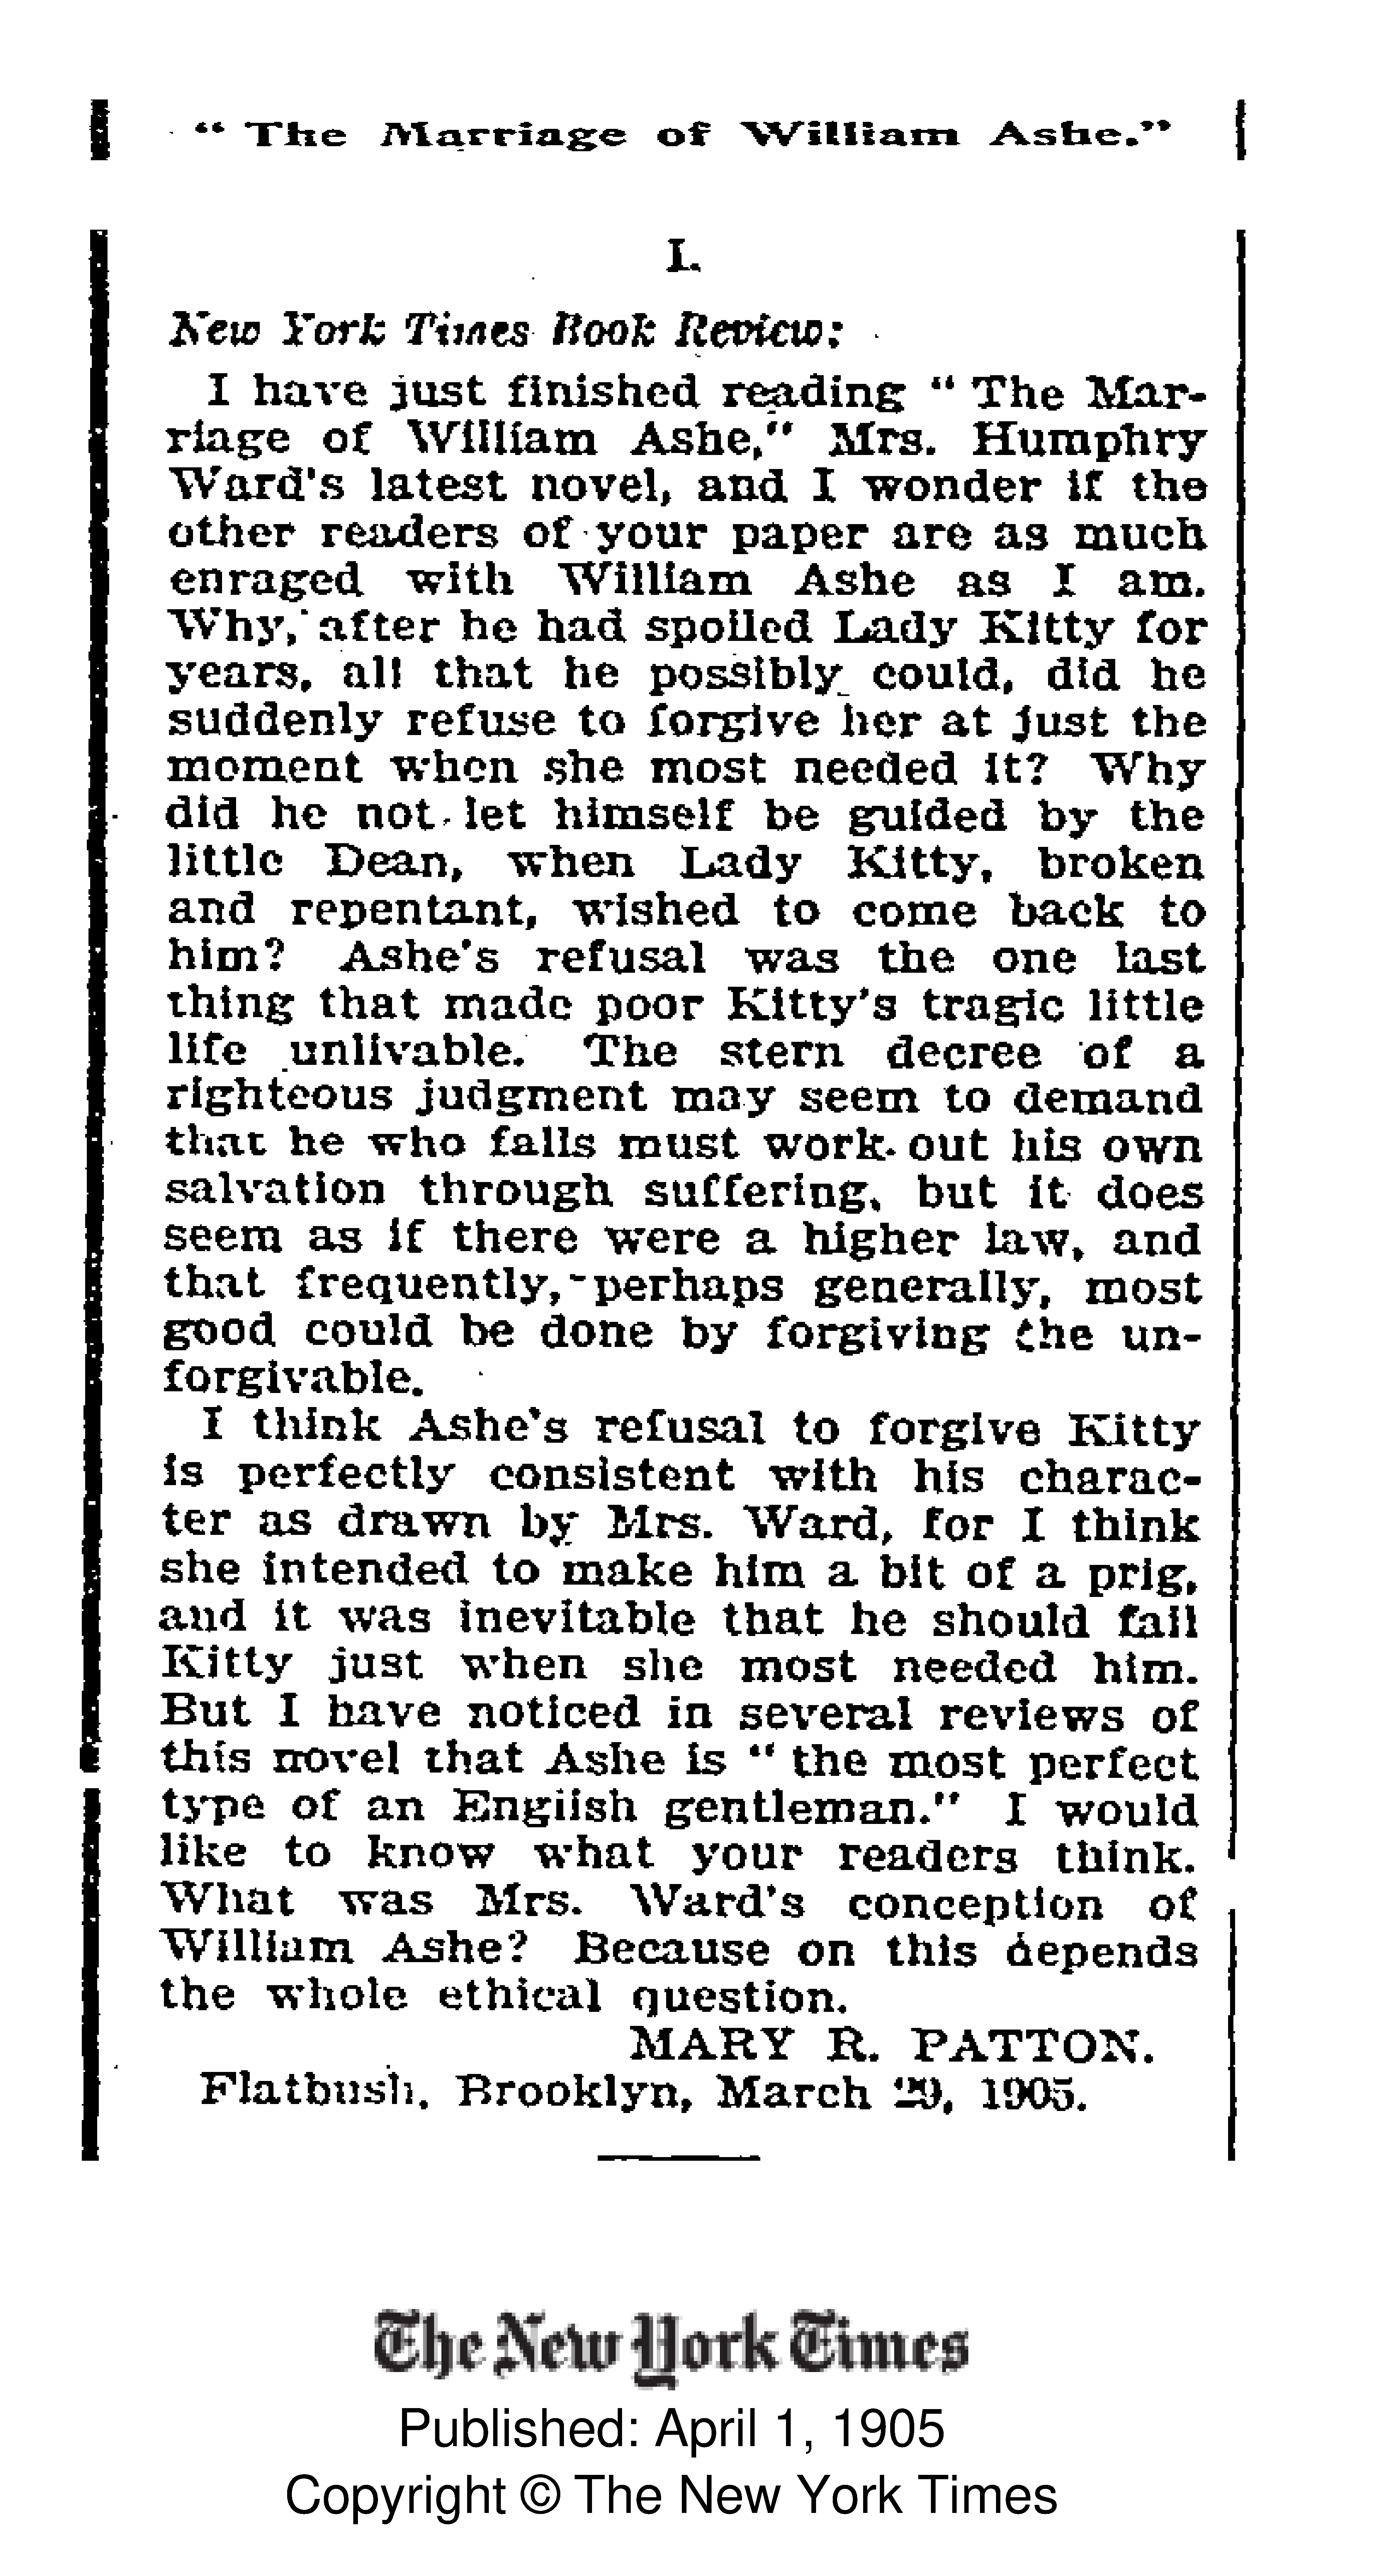 “ The Marriage of William Ashe.”
I.
New York Times Book Review:
I have just finished reading “ The Mar-
riage of William Ashe,” Mrs. Humphry
Ward's latest novel, and I wonder if the
other readers of your paper are as much
enraged with William Ashe as I am.
Why, after he had spoiled Lady Kitty for
years, all that he possibly could, did he
suddenly refuse to forgive her at just the
moment when she most needed it? Why
did he not let himself be guided by the
little Dean, when Lady Kitty, broken
and repentant, wished to come back to
him? Ashe's refusal was the one last
thing that made poor Kitty's tragic little
life unlivable. The stern decree of a
righteous judgment may seem to demand
that he who falls must work out his own
salvation through suffering, but it does
seem as if there were a higher law, and
that frequently, perhaps generally, most
good could be done by forgiving the un-
forgivable.
I think Ashe's refusal to forgive Kitty
is perfectly consistent with his charac-
ter as drawn by Mrs. Ward, for I think
she intended to make him a bit of a prig,
and it was inevitable that he should fail
Kitty just when she most needed him.
But I have noticed in several reviews of
this novel that Ashe is “ the most perfect
type of an English gentleman.” I would
like to know what your readers think.
What was Mrs. Ward's conception of
William Ashe? Because on this depends
the whole ethical question.
MARY R. PATTON.
Flatbush, Brooklyn, March 29, 1905.
The New York Times
Published: April 1, 1905
Copyright © The New York Times